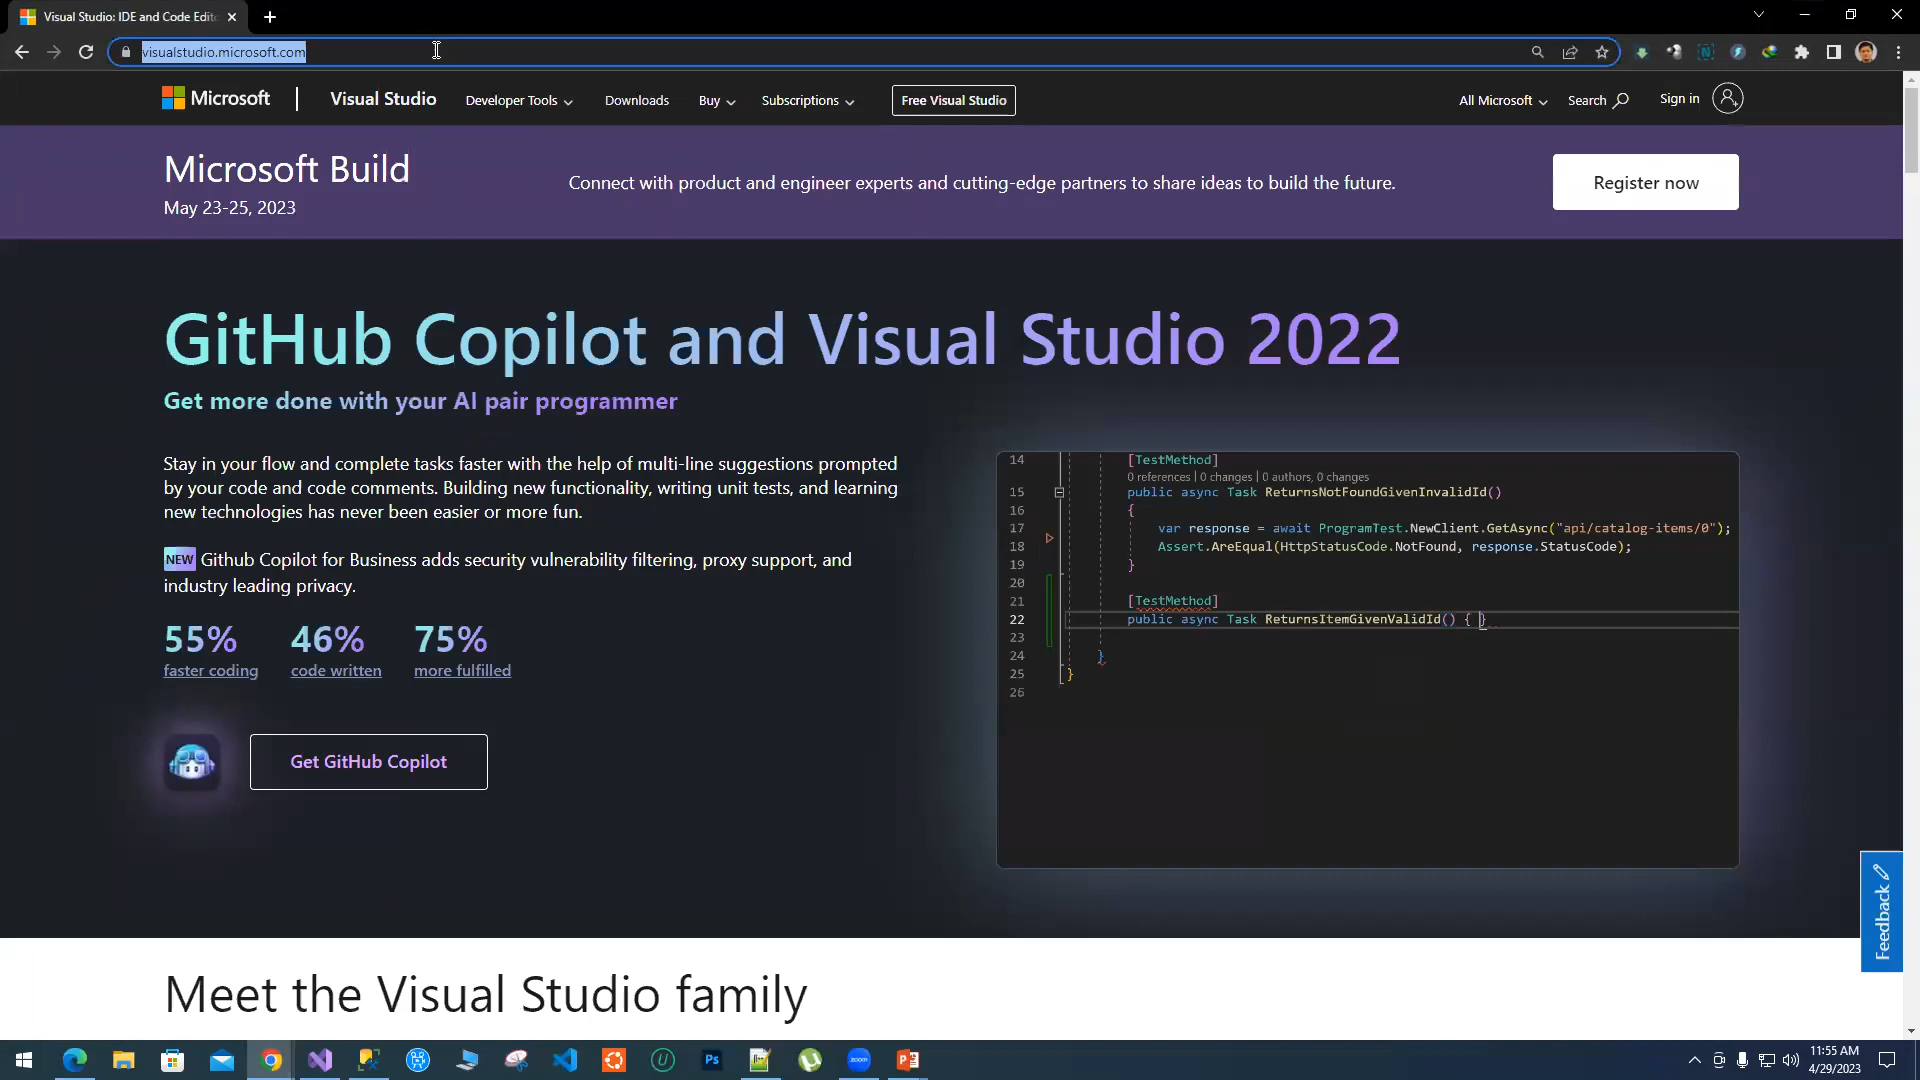 Visual Studio: IDE and Code Edit
visualstudio.microsoft.com
Microsoft
Visual Studio
Developer Tools
Downloads
Buy
Subscriptions
Free Visual Studio
All Microsoft
Search
Sign in
Microsoft Build
May 23-25, 2023
Connect with product and engineer experts and cutting-edge partners to share ideas to build the future.
Register now
GitHub Copilot and Visual Studio 2022
Get more done with your AI pair programmer
Stay in your flow and complete tasks faster with the help of multi-line suggestions prompted
by your code and code comments. Building new functionality, writing unit tests, and learning
new technologies has never been easier or more fun.
NEW Github Copilot for Business adds security vulnerability filtering, proxy support, and
industry leading privacy.
55% 46% 75%
faster coding code written more fulfilled
Get GitHub Copilot
14 [TestMethod]
0 references | 0 changes | 0 authors, 0 changes
15 public async Task ReturnsNotFoundGivenInvalidId()
16 {
17 var response = await ProgramTest.NewClient.GetAsync("api/catalog-items/0");
18 Assert.AreEqual(HttpStatusCode.NotFound, response.StatusCode);
19 }
20
21 [TestMethod]
22 public async Task ReturnsItemGivenValidId() { }
23
24 }
25 }
26
Feedback
Meet the Visual Studio family
Ps
zoom
11:55 AM
4/29/2023